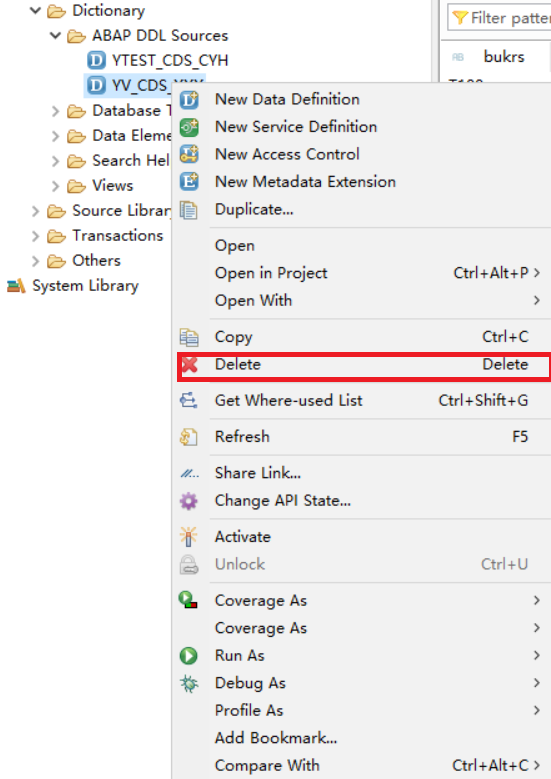 Dictionary
ABAP DDL Sources
YTEST_CDS_CYH
YV_CDS_
Database
Data Eleme
Search Hel
Views
Source Library
Transactions
Others
System Library
Filter patter
AB bukrs
New Data Definition
New Service Definition
New Access Control
New Metadata Extension
Duplicate...
Open
Open in Project Ctrl+Alt+P >
Open With >
Copy Ctrl+C
Delete Delete
Get Where-used List Ctrl+Shift+G
Refresh F5
Share Link...
Change API State...
Activate
Unlock Ctrl+U
Coverage As >
Coverage As >
Run As >
Debug As >
Profile As >
Add Bookmark...
Compare With Ctrl+Alt+C >